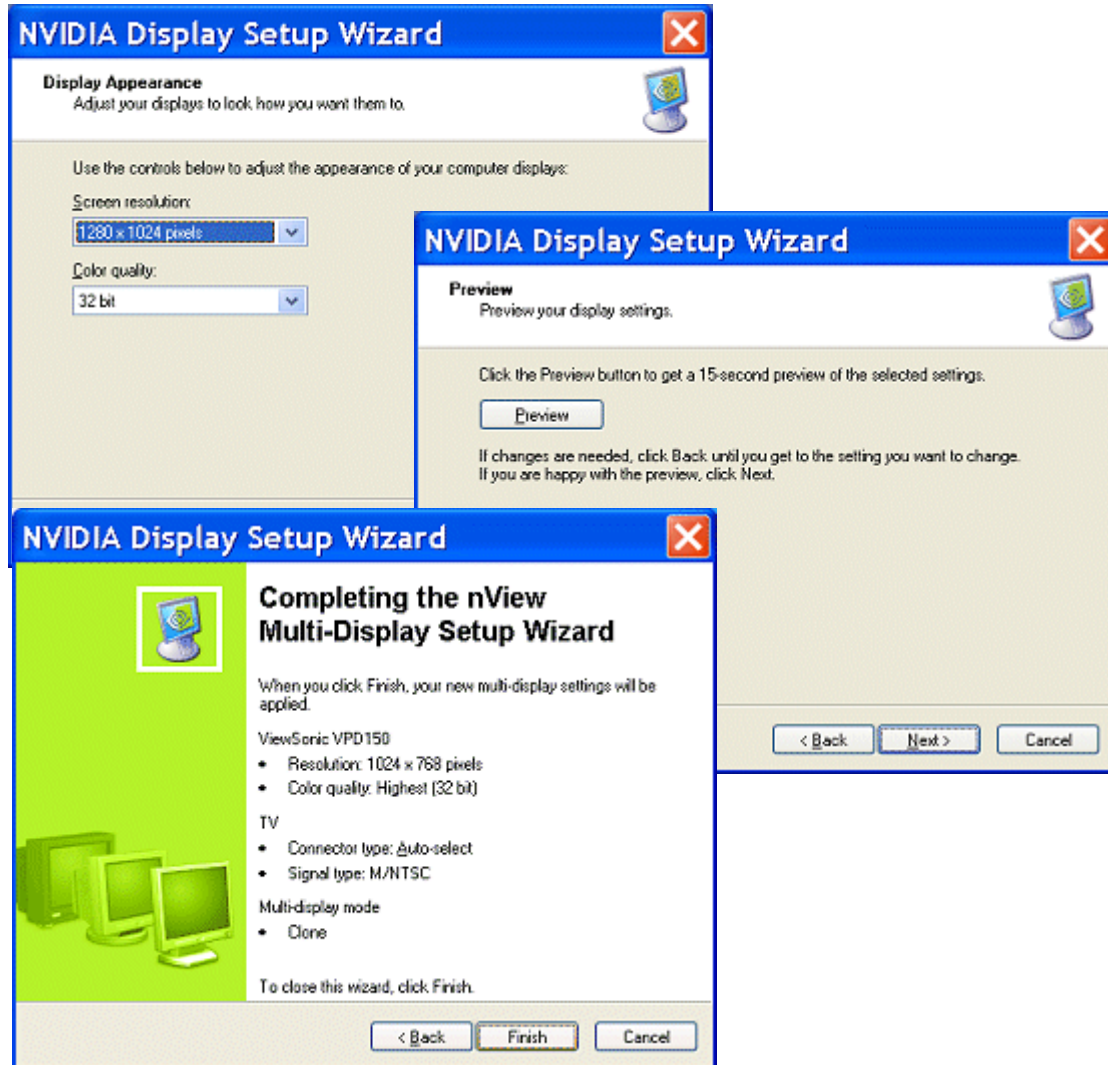 NVIDIA Display Setup Wizard
Display Appearance
Adjust your displays to look how you want them to.
Use the controls below to adjust the appearance of your computer displays:
Screen resolution:
1280 x 1024 pixels
Color quality:
32 bit
NVIDIA Display Setup Wizard
Preview
Preview your display settings.
Click the Preview button to get a 15-second preview of the selected settings.
Preview
If changes are needed, click Back until you get to the setting you want to change.
If you are happy with the preview, click Next.
< Back
Next >
Cancel
NVIDIA Display Setup Wizard
Completing the nView
Multi-Display Setup Wizard
When you click Finish, your new multi-display settings will be
applied.
ViewSonic VPD150
• Resolution: 1024 x 768 pixels
• Color quality: Highest (32 bit)
TV
• Connector type: Auto-select
• Signal type: M/NTSC
Multi-display mode
• Clone
To close this wizard, click Finish.
< Back
Finish
Cancel